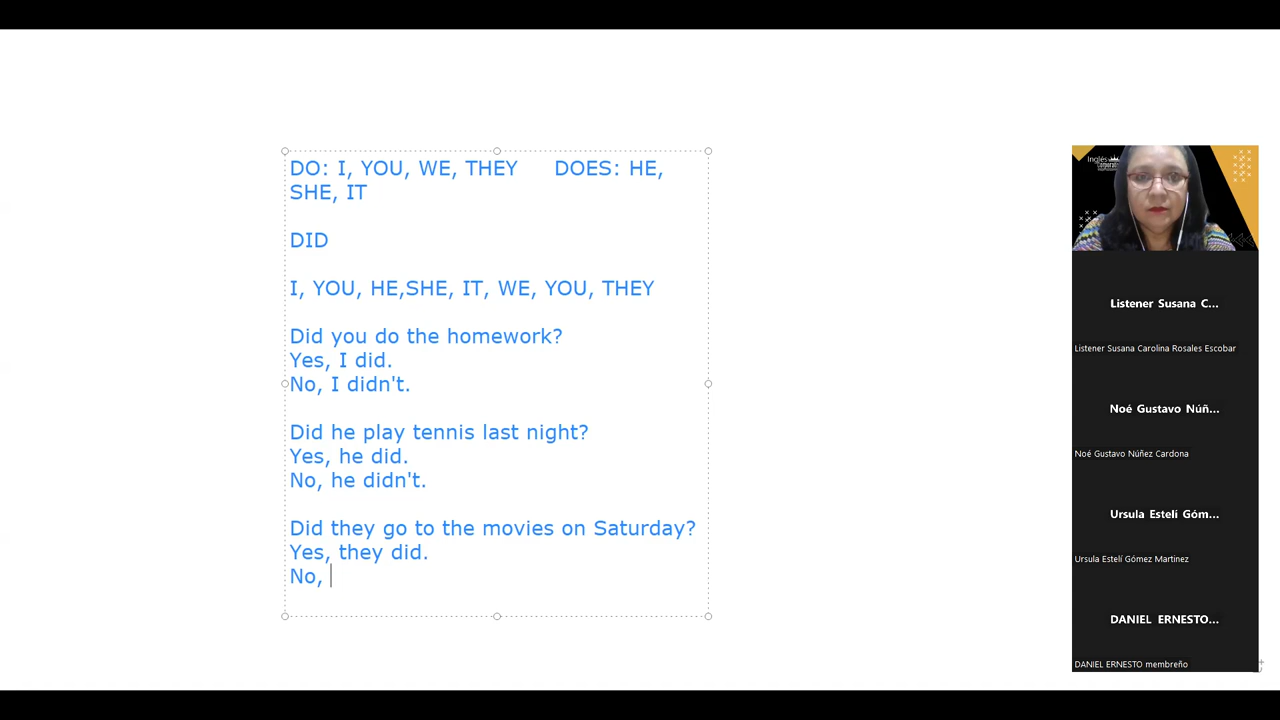 DO: I, YOU, WE, THEY DOES: HE,
SHE, IT
DID
I, YOU, HE,SHE, IT, WE, YOU, THEY
Did you do the homework?
Yes, I did.
No, I didn't.
Did he play tennis last night?
Yes, he did.
No, he didn't.
Did they go to the movies on Saturday?
Yes, they did.
No,
Inglés
Corporativo
Listener Susana C...
Listener Susana Carolina Rosales Escobar
Noé Gustavo Núñ...
Noé Gustavo Núñez Cardona
Ursula Estelí Góm...
Ursula Estelí Gómez Martinez
DANIEL ERNESTO...
DANIEL ERNESTO membreño